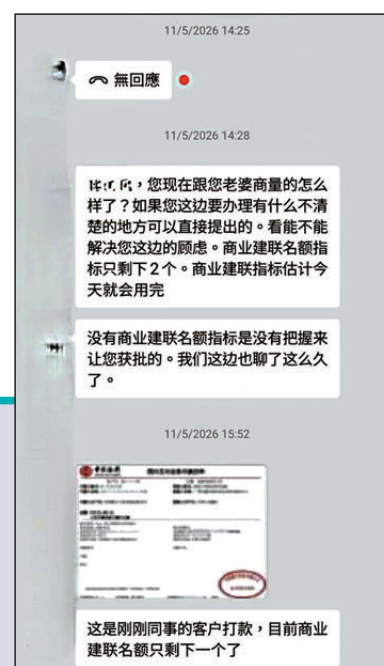 11/5/2026 14:25
無回應
11/5/2026 14:28
，您现在跟您老婆商量的怎么
样了？如果您这边要办理有什么不清
楚的地方可以直接提出的。看能不能
解决您这边的顾虑。商业建联名额指
标只剩下2个。商业建联指标估计今
天就会用完
没有商业建联名额指标是没有把握来
让您获批的。我们这边也聊了这么久
了。
11/5/2026 15:52
这是刚刚同事的客户打款，目前商业
建联名额只剩下一个了